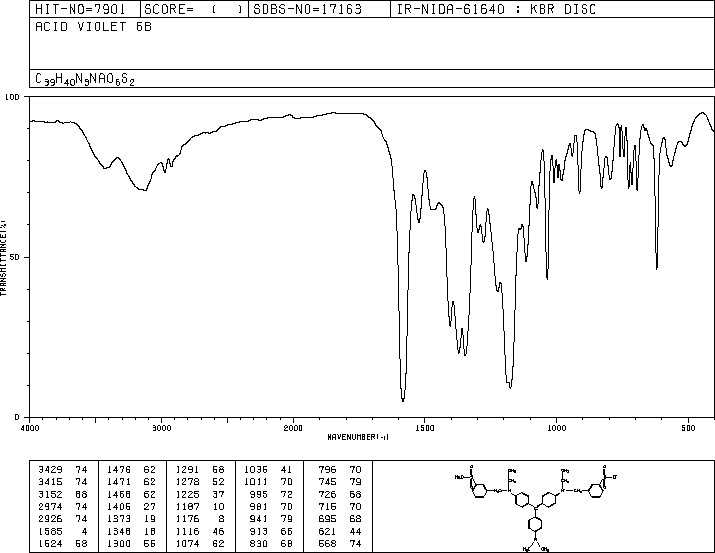 HIT-NO=7901 SCORE= ( ) SDBS-NO=17163 IR-NIDA-61640 : KBR DISC
ACID VIOLET 6B
C39H40N3NAO6S2
100
50
0
TRANSMITTANCE(%)
4000 3000 2000 1500 1000 500
WAVENUMBER(-1)
3429 74 1476 62 1291 58 1036 41 796 70
3415 74 1471 62 1278 52 1011 70 745 79
3152 68 1468 62 1225 37 995 72 726 68
2974 74 1406 27 1187 10 981 70 716 70
2926 74 1373 19 1176 8 941 79 695 68
1585 4 1348 18 1116 46 913 66 621 44
1524 58 1300 55 1074 62 830 68 568 74